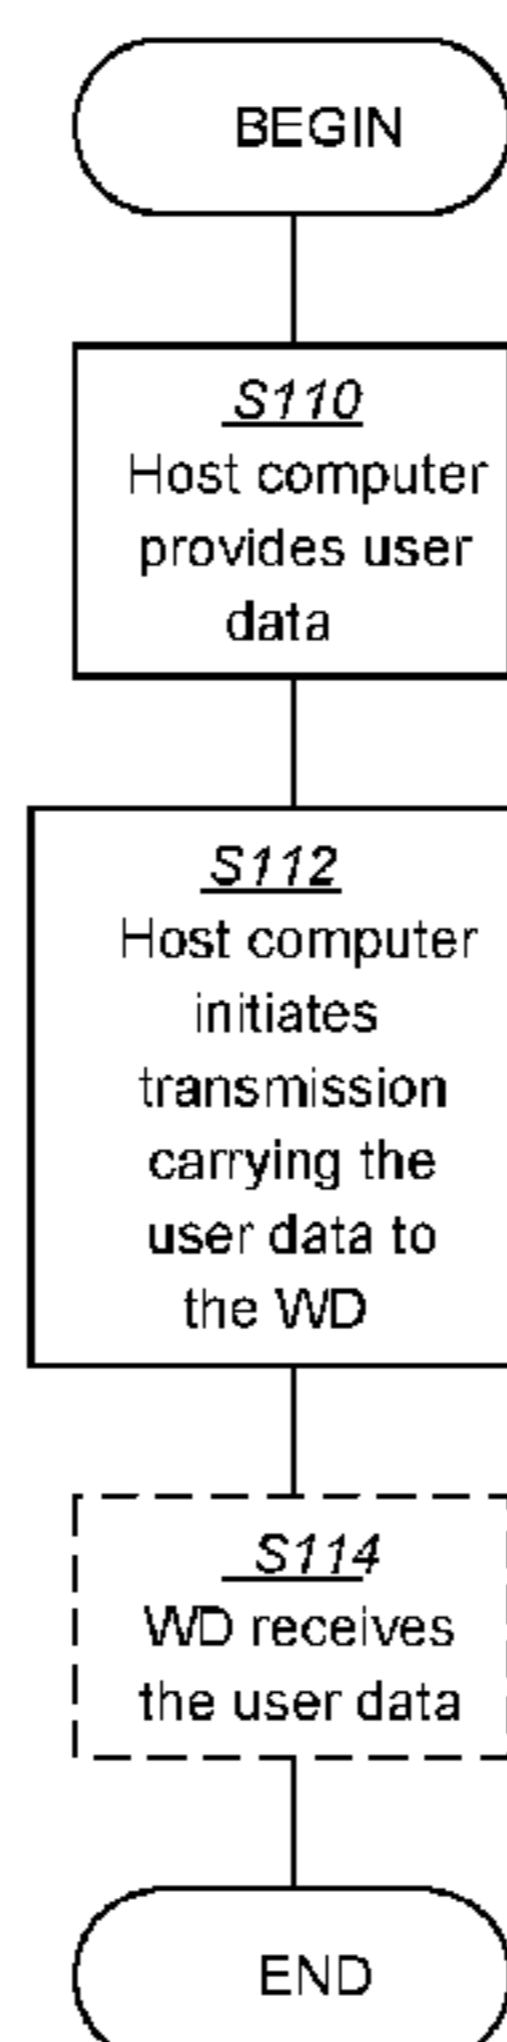 BEGIN
S110
Host computer
provides user
data
S112
Host computer
initiates
transmission
carrying the
user data to
the WD
S114
WD receives
the user data
END